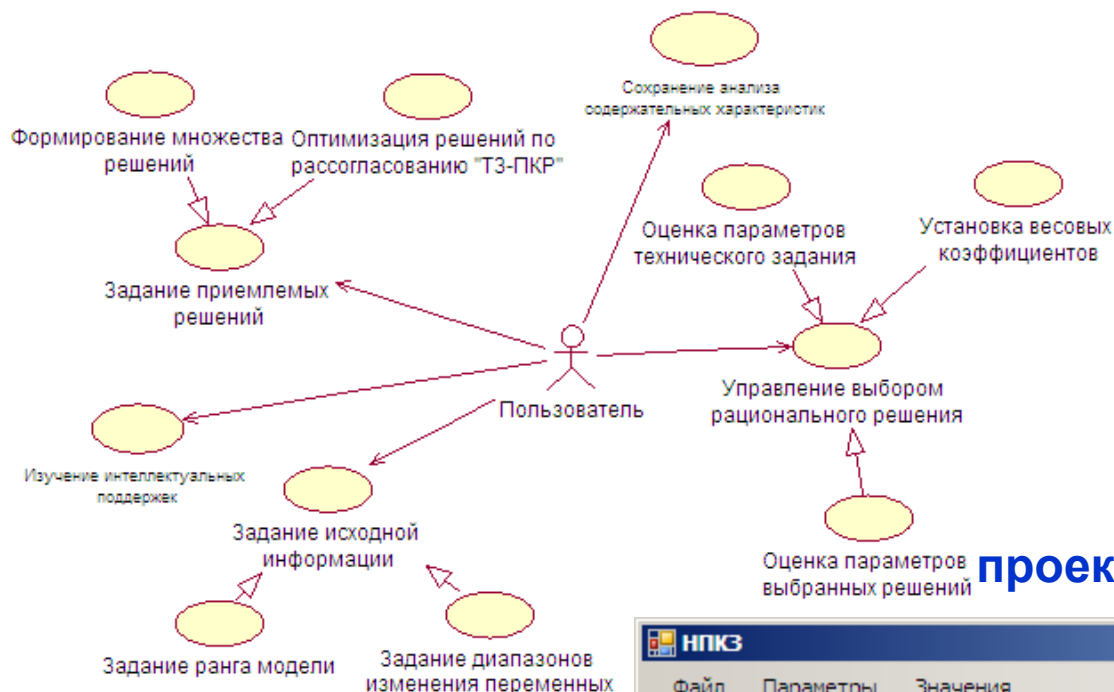 Сохранение анализа
содержательных характеристик
Формирование множества
решений
Оптимизация решений по
рассогласованию "ТЗ-ПКР"
Оценка параметров
технического задания
Установка весовых
коэффициентов
Задание приемлемых
решений
Пользователь
Управление выбором
рационального решения
Изучение интеллектуальных
поддержек
Задание исходной
информации
Оценка параметров
выбранных решений
проек
Задание ранга модели
Задание диапазонов
изменения переменных
НПКЗ
Файл Параметры Значения